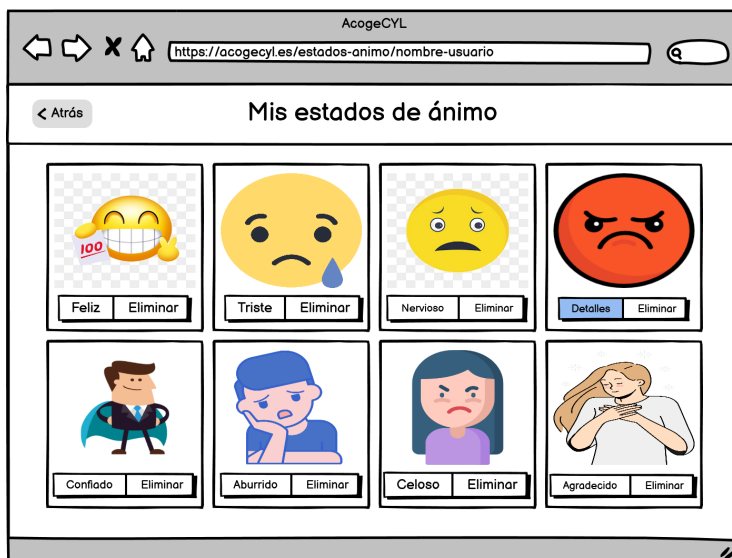 AcogeCYL
https://acogecyl.es/estados-animo/nombre-usuario
Atrás
Mis estados de ánimo
100
Feliz Eliminar
Triste Eliminar
Nervioso Eliminar
Detalles Eliminar
Confiado Eliminar
Aburrido Eliminar
Celoso Eliminar
Agradecido Eliminar